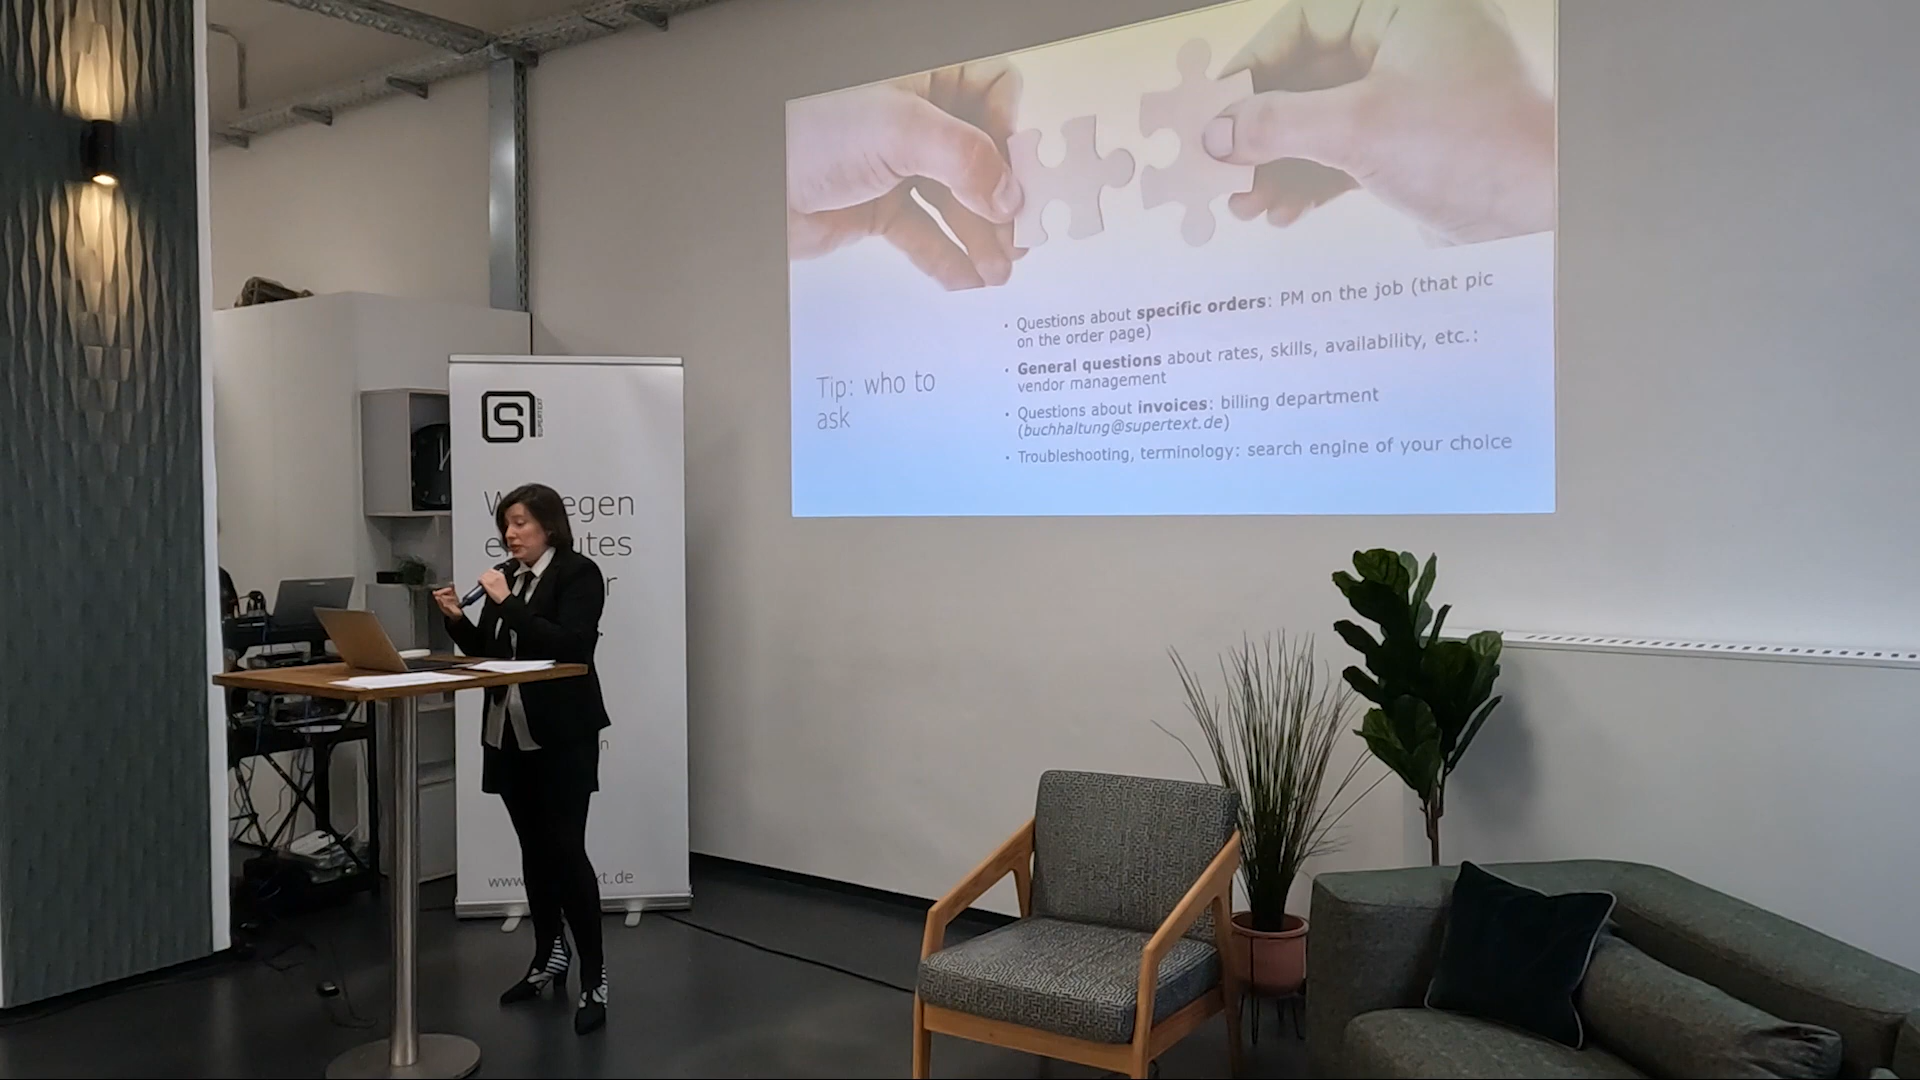 Questions about specific orders: PM on the job (that pic
on the order page)
General questions about rates, skills, availability, etc.:
vendor management
Questions about invoices: billing department
(buchhaltung@supertext.de)
Troubleshooting, terminology: search engine of your choice
Tip: who to
ask
S
SUPERTEXT
egen
utes
r
n
www
xt.de